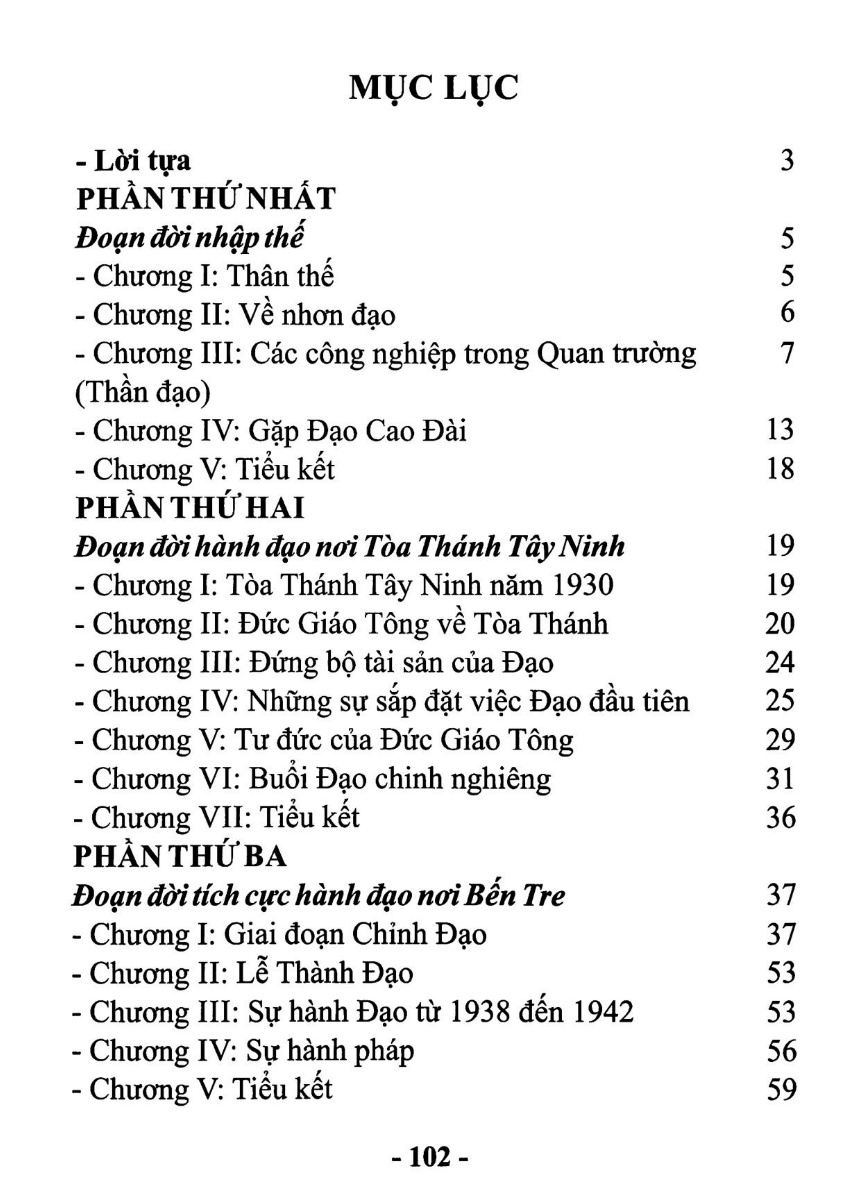 MỤC LỤC
- Lời tựa 3
PHẦN THỨ NHẤT
Đoạn đời nhập thế 5
- Chương I: Thân thế 5
- Chương II: Về nhơn đạo 6
- Chương III: Các công nghiệp trong Quan trường 7
(Thần đạo)
- Chương IV: Gặp Đạo Cao Đài 13
- Chương V: Tiểu kết 18
PHẦN THỨ HAI
Đoạn đời hành đạo nơi Tòa Thánh Tây Ninh 19
- Chương I: Tòa Thánh Tây Ninh năm 1930 19
- Chương II: Đức Giáo Tông về Tòa Thánh 20
- Chương III: Đứng bộ tài sản của Đạo 24
- Chương IV: Những sự sắp đặt việc Đạo đầu tiên 25
- Chương V: Tư đức của Đức Giáo Tông 29
- Chương VI: Buổi Đạo chinh nghiêng 31
- Chương VII: Tiểu kết 36
PHẦN THỨ BA
Đoạn đời tích cực hành đạo nơi Bến Tre 37
- Chương I: Giai đoạn Chỉnh Đạo 37
- Chương II: Lễ Thành Đạo 53
- Chương III: Sự hành Đạo từ 1938 đến 1942 53
- Chương IV: Sự hành pháp 56
- Chương V: Tiểu kết 59
- 102 -